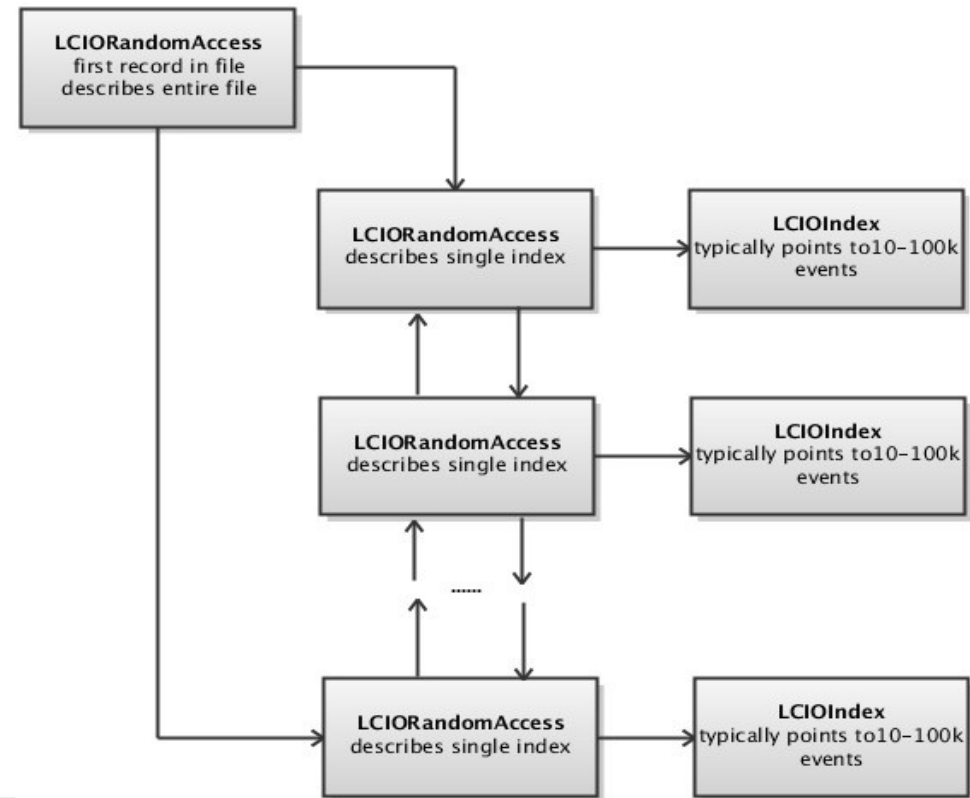 LCIORandomAccess
first record in file
describes entire file
LCIORandomAccess
describes single index
LCIOIndex
typically points to10-100k
events
LCIORandomAccess
describes single index
LCIOIndex
typically points to10-100k
events
......
LCIORandomAccess
describes single index
LCIOIndex
typically points to10-100k
events